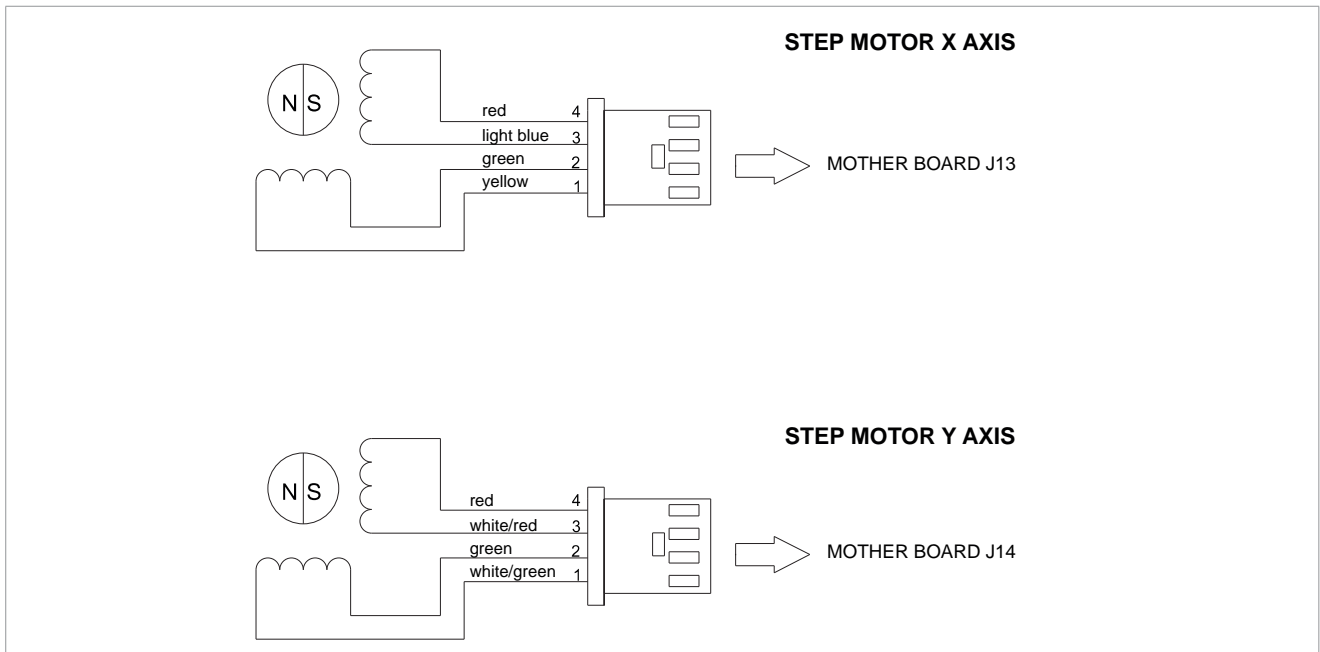 STEP MOTOR X AXIS
N S
red 4
light blue 3
green 2
yellow 1
MOTHER BOARD J13
STEP MOTOR Y AXIS
N S
red 4
white/red 3
green 2
white/green 1
MOTHER BOARD J14